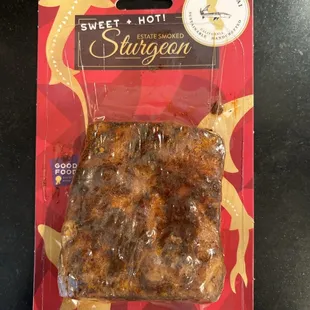 SWEET + HOT!
ESTATE SMOKED
Sturgeon
GOOD
FOOD